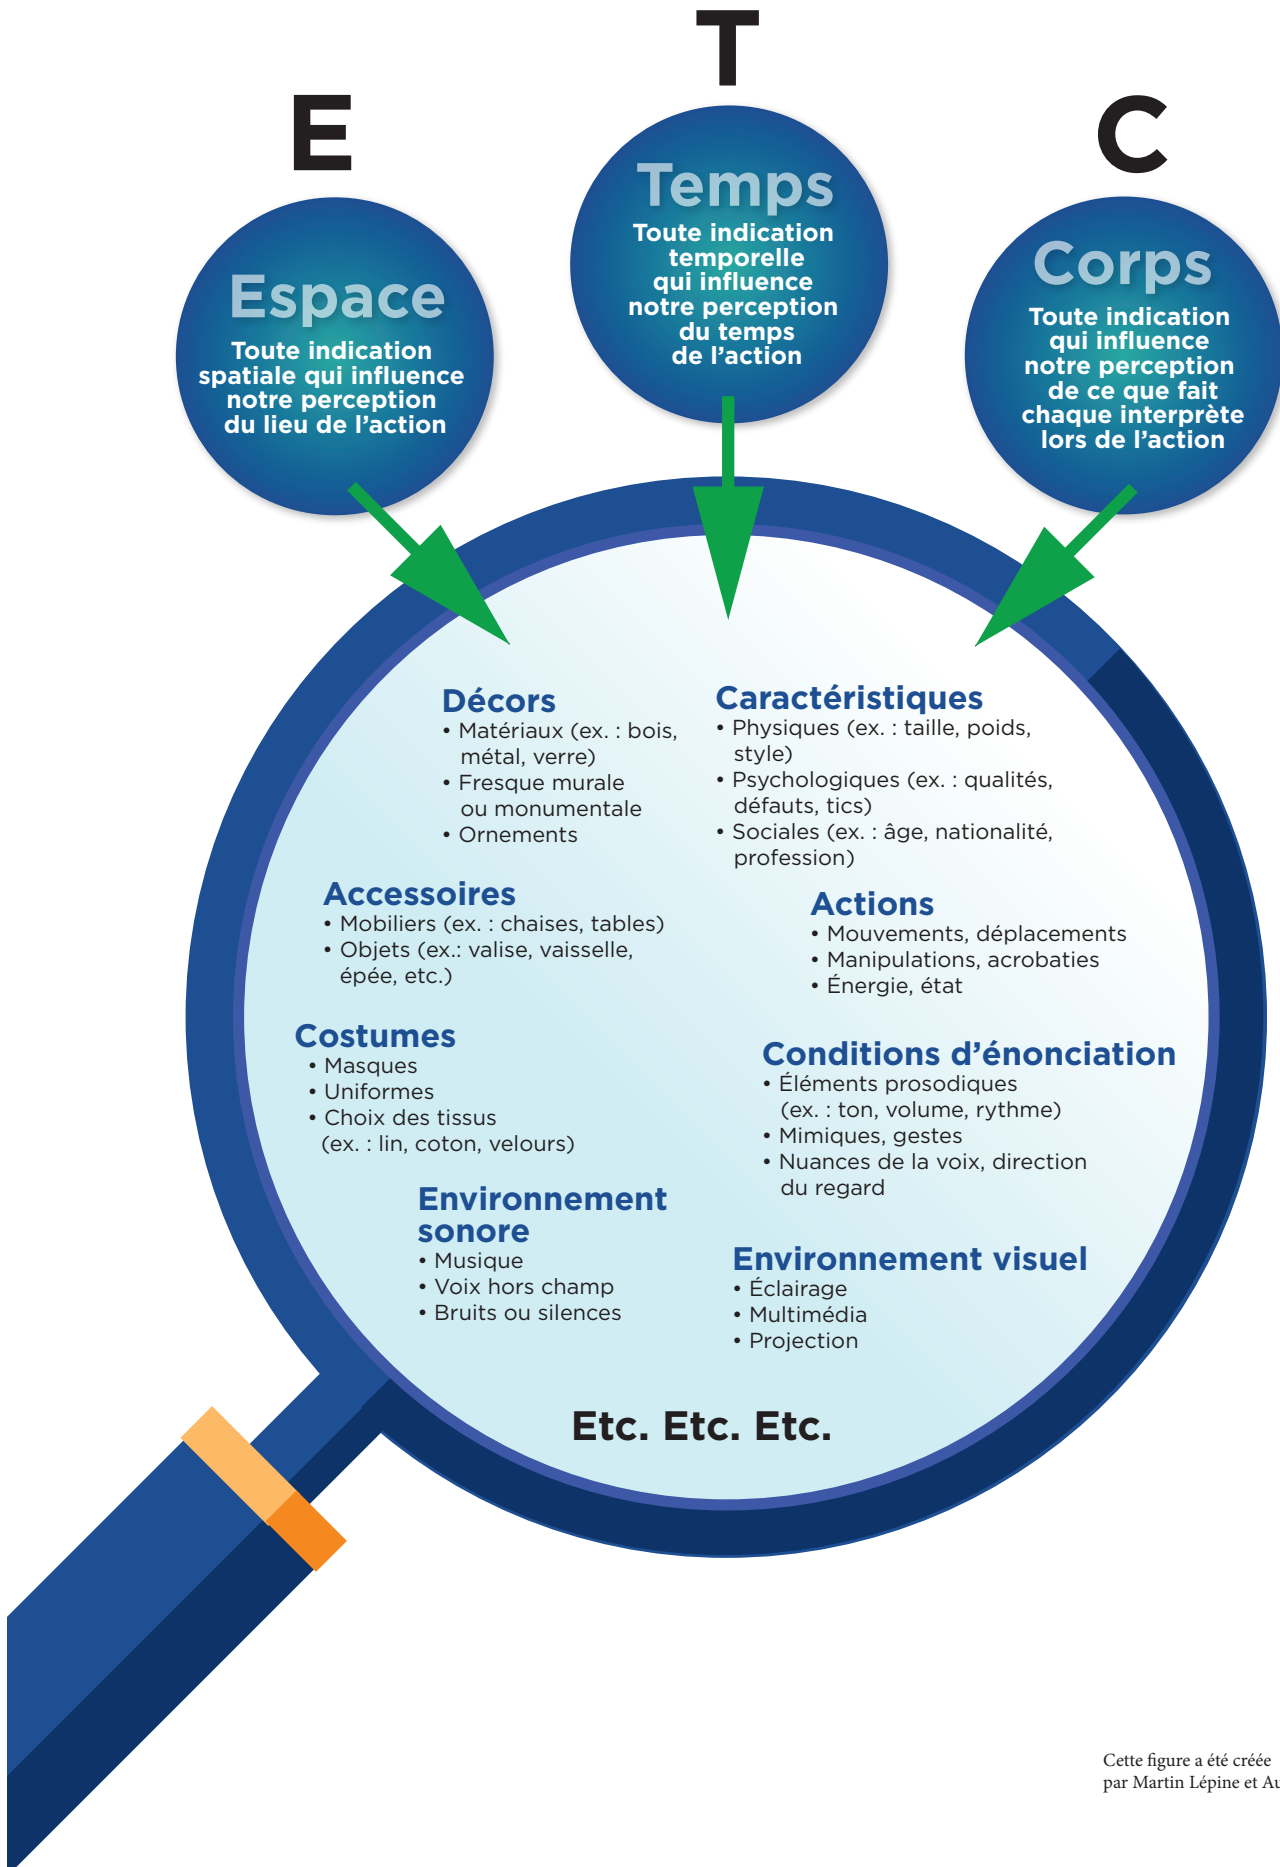 E
T
C
Espace
Toute indication
spatiale qui influence
notre perception
du lieu de l’action
Temps
Toute indication
temporelle
qui influence
notre perception
du temps
de l’action
Corps
Toute indication
qui influence
notre perception
de ce que fait
chaque interprète
lors de l’action
Décors
• Matériaux (ex. : bois,
métal, verre)
• Fresque murale
ou monumentale
• Ornements
Accessoires
• Mobiliers (ex. : chaises, tables)
• Objets (ex.: valise, vaisselle,
épée, etc.)
Costumes
• Masques
• Uniformes
• Choix des tissus
(ex. : lin, coton, velours)
Environnement
sonore
• Musique
• Voix hors champ
• Bruits ou silences
Caractéristiques
• Physiques (ex. : taille, poids,
style)
• Psychologiques (ex. : qualités,
défauts, tics)
• Sociales (ex. : âge, nationalité,
profession)
Actions
• Mouvements, déplacements
• Manipulations, acrobaties
• Énergie, état
Conditions d’énonciation
• Éléments prosodiques
(ex. : ton, volume, rythme)
• Mimiques, gestes
• Nuances de la voix, direction
du regard
Environnement visuel
• Éclairage
• Multimédia
• Projection
Etc. Etc. Etc.
Cette figure a été créée
par Martin Lépine et